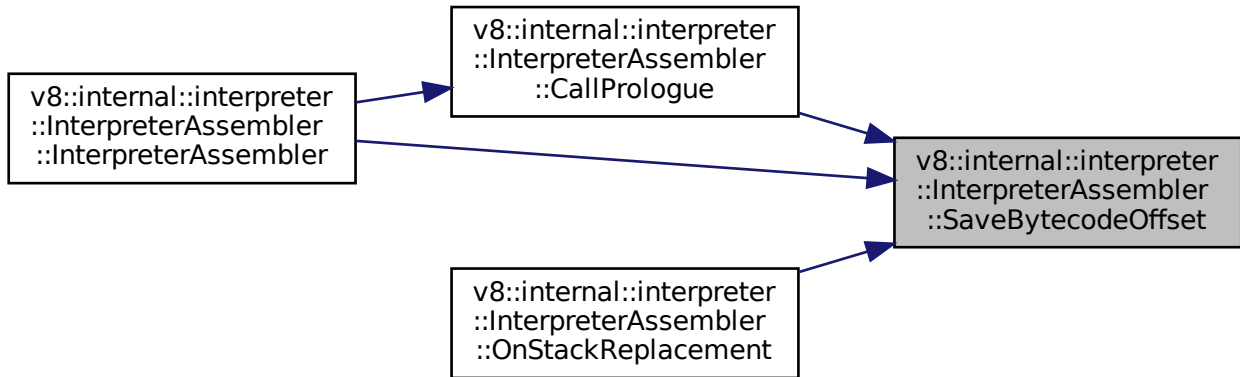 v8::internal::interpreter
::InterpreterAssembler
::InterpreterAssembler
v8::internal::interpreter
::InterpreterAssembler
::CallPrologue
v8::internal::interpreter
::InterpreterAssembler
::OnStackReplacement
v8::internal::interpreter
::InterpreterAssembler
::SaveBytecodeOffset